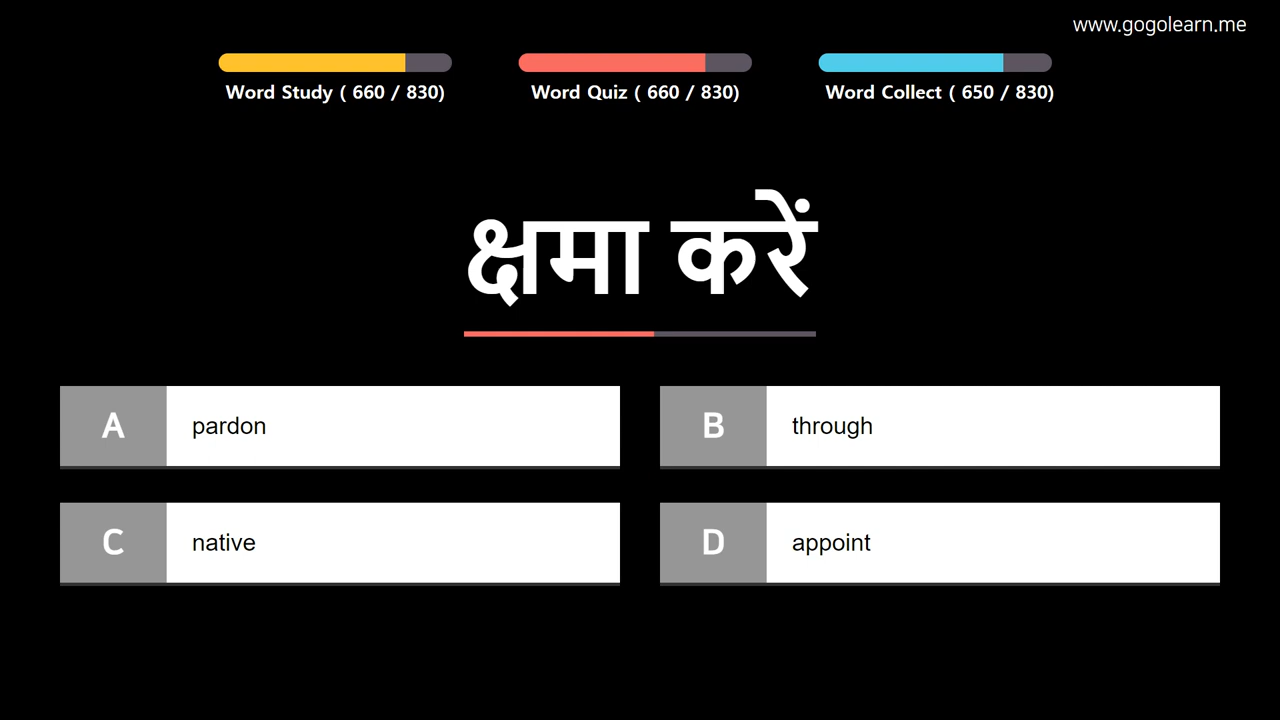 www.gogolearn.me
Word Study ( 660 / 830)
Word Quiz ( 660 / 830)
Word Collect ( 650 / 830)
क्षमा करें
A pardon
B through
C native
D appoint